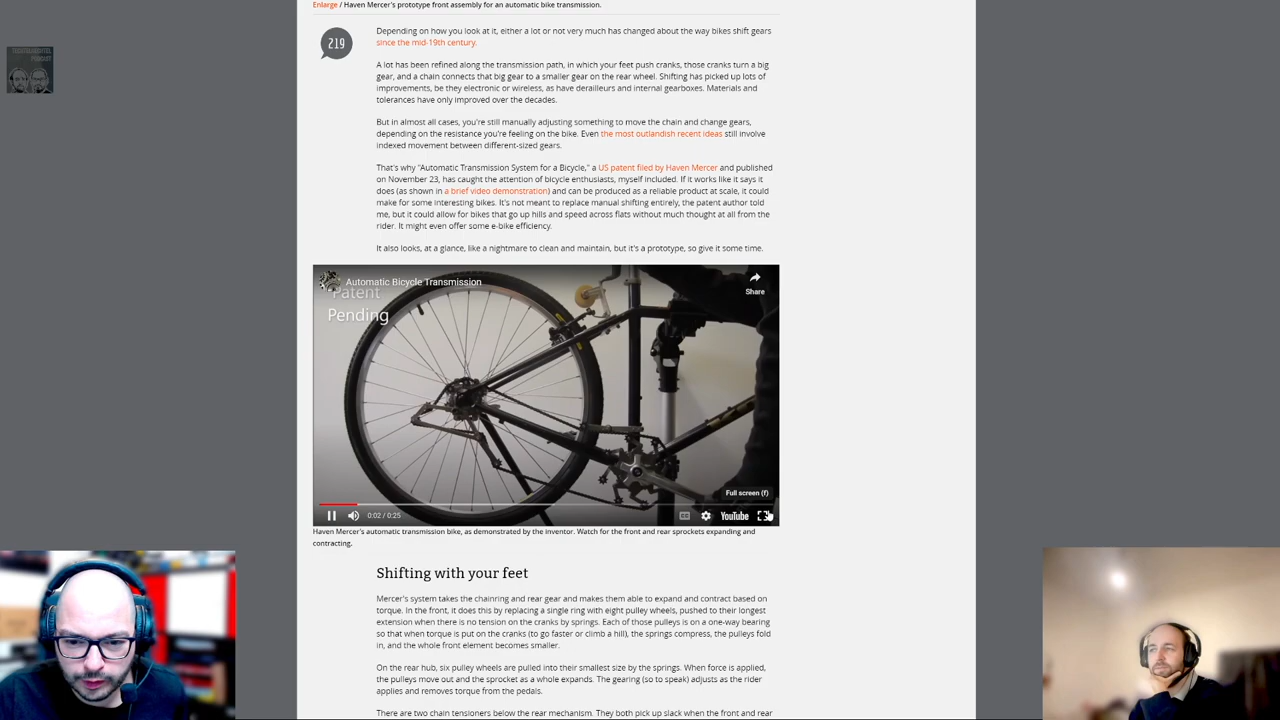 Enlarge / Haven Mercer's prototype front assembly for an automatic bike transmission.
219
Depending on how you look at it, either a lot or not very much has changed about the way bikes shift gears
since the mid-19th century.
A lot has been refined along the transmission path, in which your feet push cranks, those cranks turn a big
gear, and a chain connects that big gear to a smaller gear on the rear wheel. Shifting has picked up lots of
improvements, be they electronic or wireless, as have derailleurs and internal gearboxes. Materials and
tolerances have only improved over the decades.
But in almost all cases, you're still manually adjusting something to move the chain and change gears,
depending on the resistance you're feeling on the bike. Even the most outlandish recent ideas still involve
indexed movement between different-sized gears.
That's why "Automatic Transmission System for a Bicycle," a US patent filed by Haven Mercer and published
on November 23, has caught the attention of bicycle enthusiasts, myself included. If it works like it says it
does (as shown in a brief video demonstration) and can be produced as a reliable product at scale, it could
make for some interesting bikes. It's not meant to replace manual shifting entirely, the patent author told
me, but it could allow for bikes that go up hills and speed across flats without much thought at all from the
rider. It might even offer some e-bike efficiency.
It also looks, at a glance, like a nightmare to clean and maintain, but it's a prototype, so give it some time.
Automatic Bicycle Transmission
Share
Patent
Pending
Full screen (f)
0:02 / 0:25
CC
YouTube
Haven Mercer's automatic transmission bike, as demonstrated by the inventor. Watch for the front and rear sprockets expanding and
contracting.
Shifting with your feet
Mercer's system takes the chainring and rear gear and makes them able to expand and contract based on
torque. In the front, it does this by replacing a single ring with eight pulley wheels, pushed to their longest
extension when there is no tension on the cranks by springs. Each of those pulleys is on a one-way bearing
so that when torque is put on the cranks (to go faster or climb a hill), the springs compress, the pulleys fold
in, and the whole front element becomes smaller.
On the rear hub, six pulley wheels are pulled into their smallest size by the springs. When force is applied,
the pulleys move out and the sprocket as a whole expands. The gearing (so to speak) adjusts as the rider
applies and removes torque from the pedals.
There are two chain tensioners below the rear mechanism. They both pick up slack when the front and rear